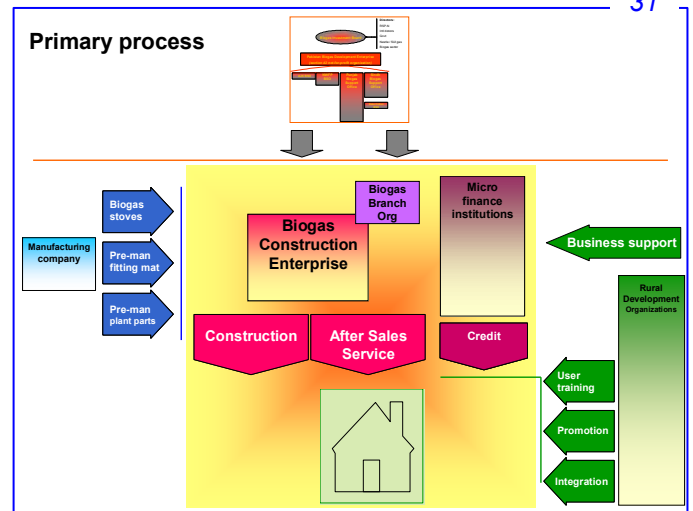 37
Primary process
Biogas
stoves
Manufacturing
company
Pre-man
fitting mat
Pre-man
plant parts
Biogas
Branch
Org
Biogas
Construction
Enterprise
Micro
finance
institutions
Construction
After Sales
Service
Credit
Business support
Rural
Development
Organizations
User
training
Promotion
Integration